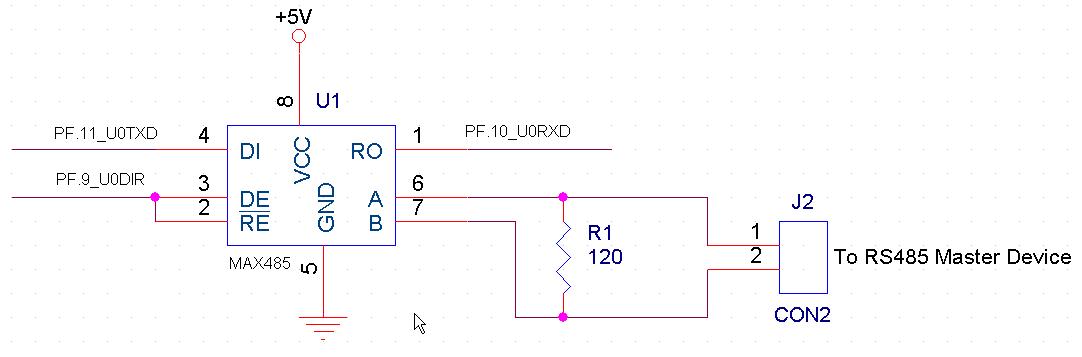 +5V
8
U1
PF.11_U0TXD
4
1
PF.10_U0RXD
DI
VCC
RO
PF.9_U0DIR
3
6
DE
A
2
7
RE
GND
B
J2
R1
120
1
2
To RS485 Master Device
MAX485
5
CON2